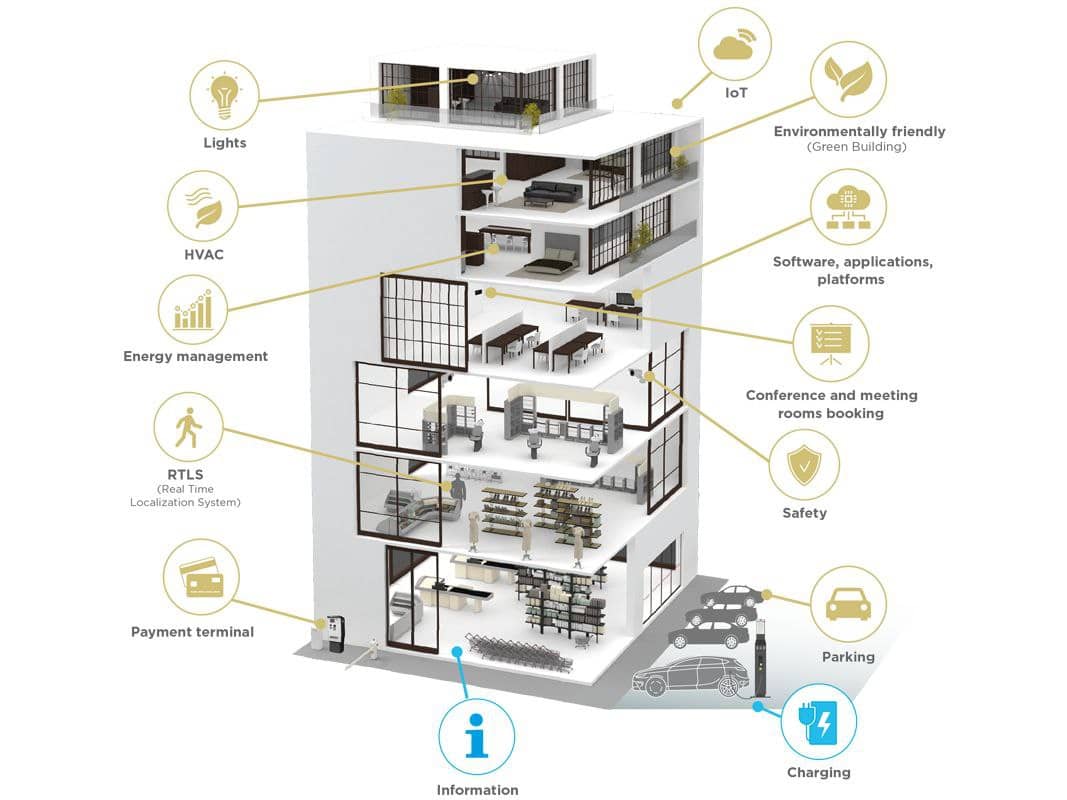 Lights
HVAC
Energy management
RTLS
(Real Time
Localization System)
Payment terminal
Information
IoT
Environmentally friendly
(Green Building)
Software, applications,
platforms
Conference and meeting
rooms booking
Safety
Parking
Charging